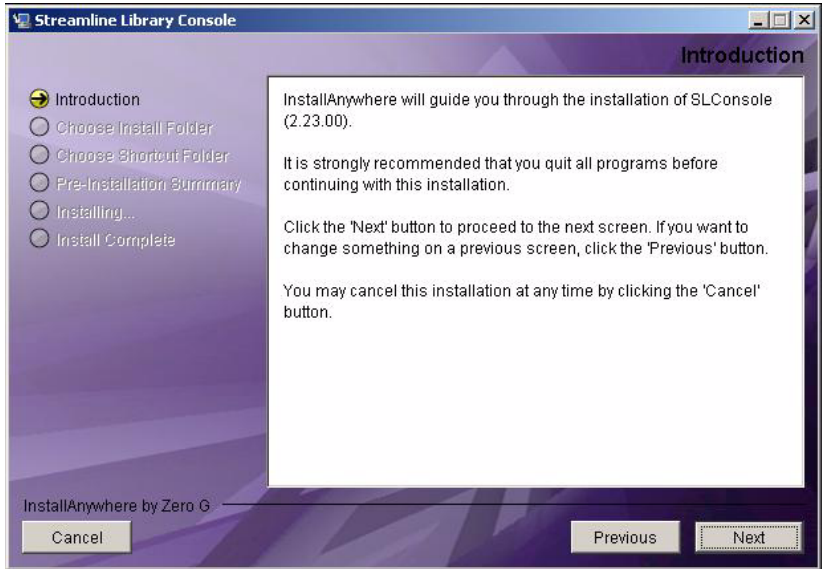 Streamline Library Console
Introduction
Introduction
Choose Install Folder
Choose Shortcut Folder
Pre-Installation Summary
Installing...
Install Complete
InstallAnywhere will guide you through the installation of SLConsole
(2.23.00).
It is strongly recommended that you quit all programs before
continuing with this installation.
Click the 'Next' button to proceed to the next screen. If you want to
change something on a previous screen, click the 'Previous' button.
You may cancel this installation at any time by clicking the 'Cancel'
button.
InstallAnywhere by Zero G
Cancel
Previous
Next